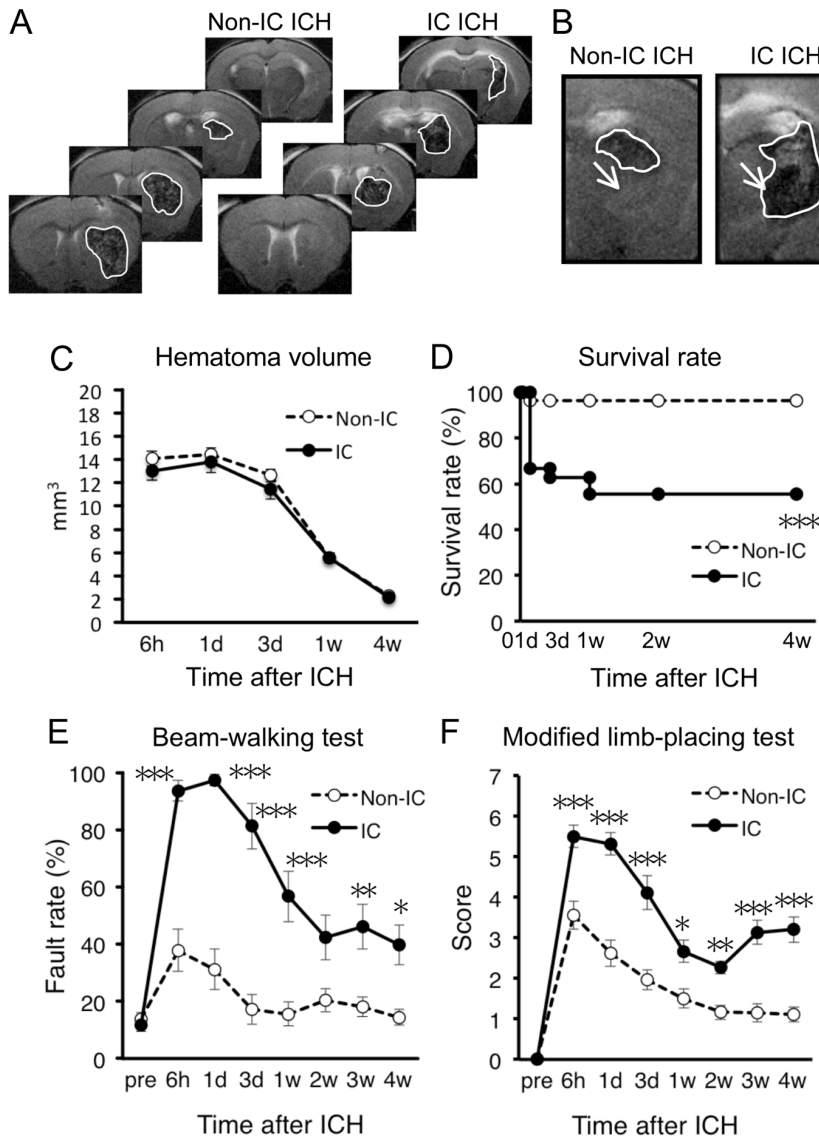 A
Non-IC ICH
IC ICH
B
Non-IC ICH
IC ICH
C
Hematoma volume
20
18
16
14
12
10
8
6
4
2
0
mm³
Non-IC
IC
6h 1d 3d 1w 4w
Time after ICH
D
Survival rate
100
80
60
40
20
0
Survival rate (%)
***
Non-IC
IC
01d 3d 1w 2w 4w
Time after ICH
E
Beam-walking test
100
80
60
40
20
0
Fault rate (%)
*** *** *** *** ** *
Non-IC
IC
pre 6h 1d 3d 1w 2w 3w 4w
Time after ICH
F
Modified limb-placing test
7
6
5
4
3
2
1
0
Score
*** *** *** * ** *** ***
Non-IC
IC
pre 6h 1d 3d 1w 2w 3w 4w
Time after ICH